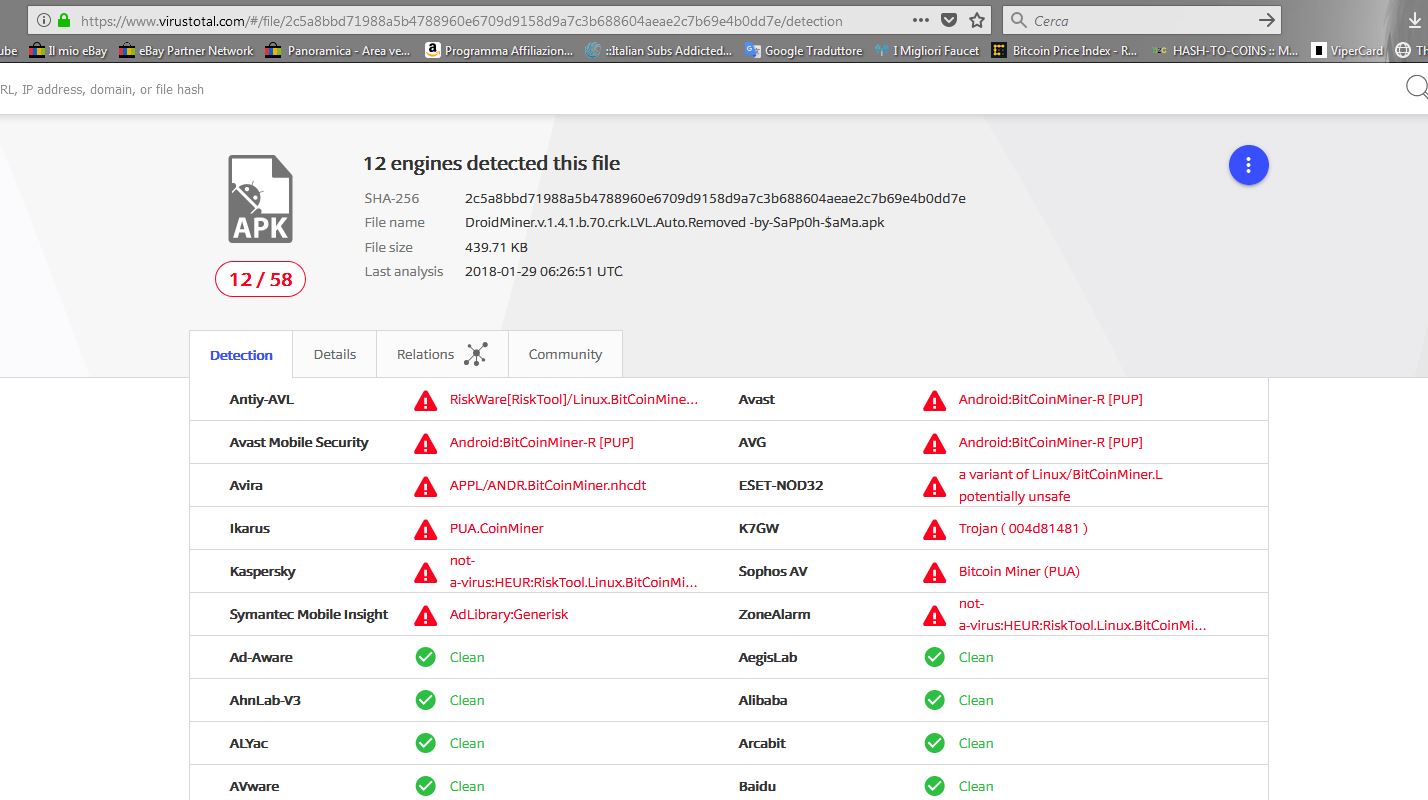 https://www.virustotal.com/#/file/2c5a8bbd71988a5b4788960e6709d9158d9a7c3b688604aeae2c7b69e4b0dd7e/detection
Cerca
ube Il mio eBay eBay Partner Network Panoramica - Area ve... Programma Affiliazion... ::Italian Subs Addicted... Google Traduttore I Migliori Faucet Bitcoin Price Index - R... HASH-TO-COINS :: M... ViperCard Th
RL, IP address, domain, or file hash
12 engines detected this file
SHA-256 2c5a8bbd71988a5b4788960e6709d9158d9a7c3b688604aeae2c7b69e4b0dd7e
File name DroidMiner.v.1.4.1.b.70.crk.LVL.Auto.Removed -by-SaPp0h-$aMa.apk
File size 439.71 KB
Last analysis 2018-01-29 06:26:51 UTC
APK
12 / 58
Detection Details Relations Community
Antiy-AVL RiskWare[RiskTool]/Linux.BitCoinMine... Avast Android:BitCoinMiner-R [PUP]
Avast Mobile Security Android:BitCoinMiner-R [PUP] AVG Android:BitCoinMiner-R [PUP]
Avira APPL/ANDR.BitCoinMiner.nhcdt ESET-NOD32 a variant of Linux/BitCoinMiner.L
potentially unsafe
Ikarus PUA.CoinMiner K7GW Trojan ( 004d81481 )
Kaspersky not-
a-virus:HEUR:RiskTool.Linux.BitCoinMi... Sophos AV Bitcoin Miner (PUA)
Symantec Mobile Insight AdLibrary:Generisk ZoneAlarm not-
a-virus:HEUR:RiskTool.Linux.BitCoinMi...
Ad-Aware Clean AegisLab Clean
AhnLab-V3 Clean Alibaba Clean
ALYac Clean Arcabit Clean
AVware Clean Baidu Clean